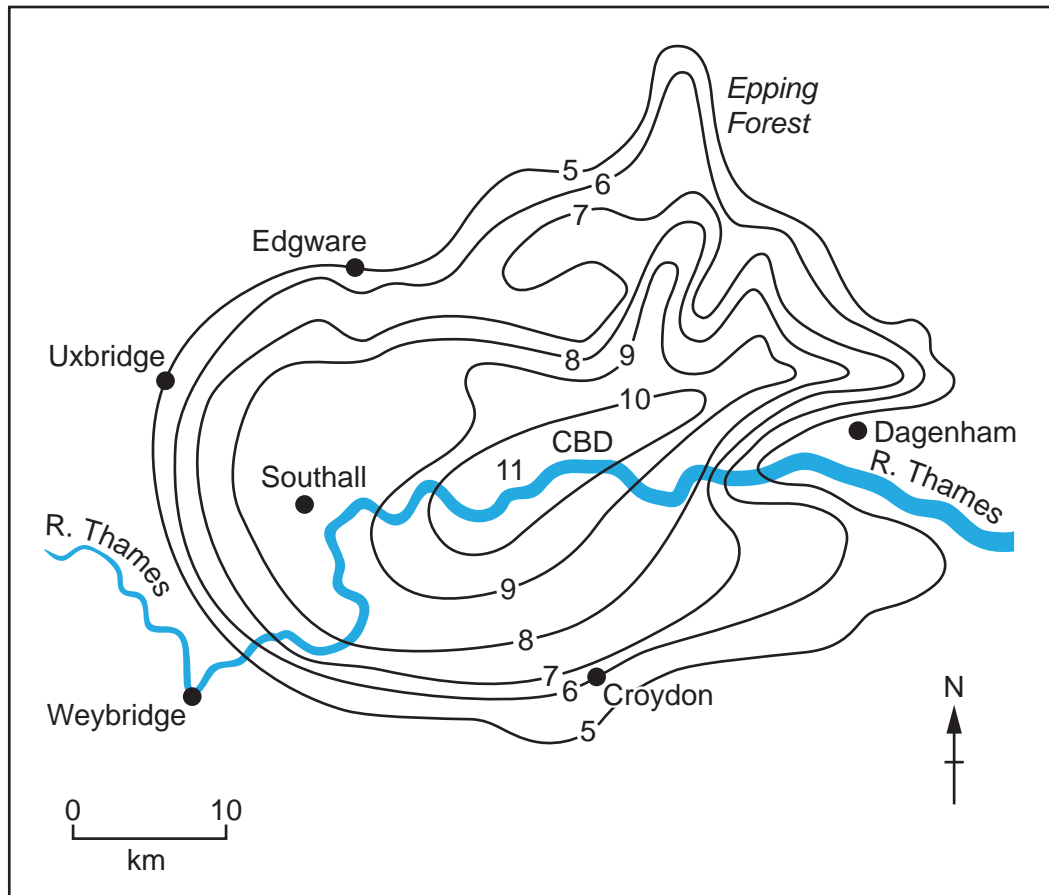 Epping
Forest
5
6
7
Edgware
Uxbridge
8
9
10
CBD
11
Dagenham
Southall
R. Thames
R. Thames
9
8
7
6
Croydon
5
Weybridge
N
0 10
km